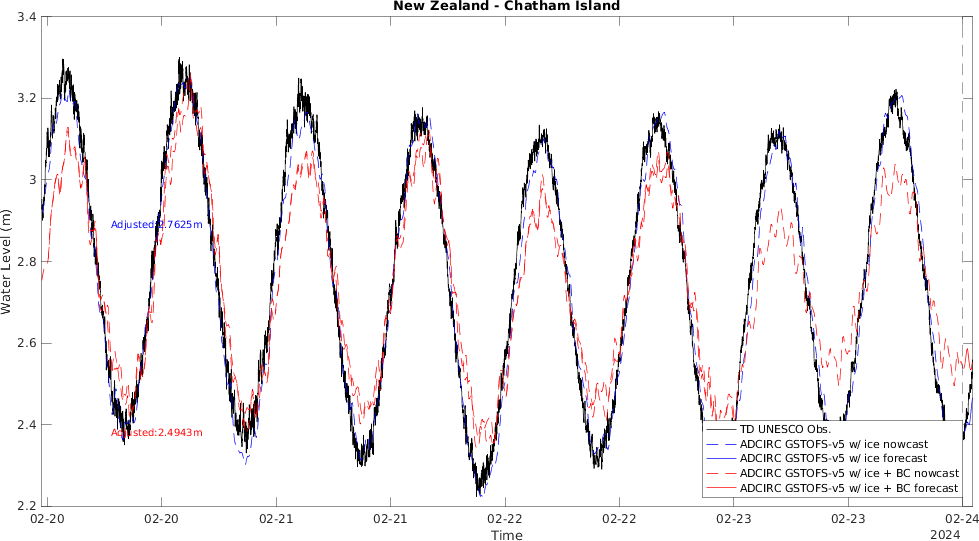 New Zealand - Chatham Island
3.4
3.2
3
2.8
2.6
2.4
2.2
Water Level (m)
Adjusted:2.7625m
Adjusted:2.4943m
TD UNESCO Obs.
ADCIRC GSTOFS-v5 w/ ice nowcast
ADCIRC GSTOFS-v5 w/ ice forecast
ADCIRC GSTOFS-v5 w/ ice + BC nowcast
ADCIRC GSTOFS-v5 w/ ice + BC forecast
02-20 02-20 02-21 02-21 02-22 02-22 02-23 02-23 02-24
Time
2024